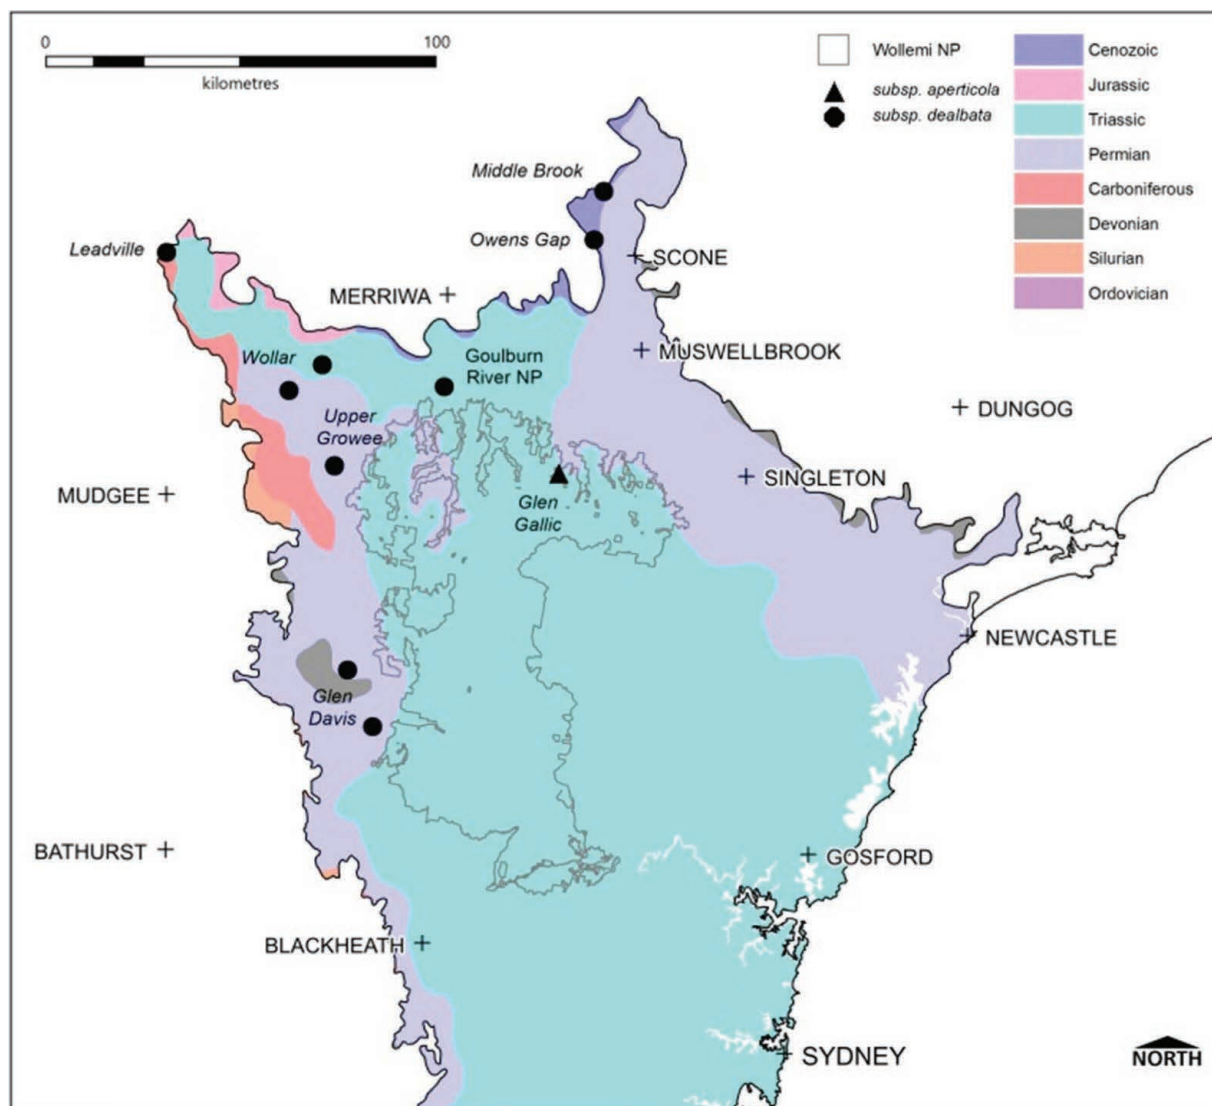 0
100
kilometres
Wollemi NP
subsp. aperticola
subsp. dealbata
Cenozoic
Jurassic
Triassic
Permian
Carboniferous
Devonian
Silurian
Ordovician
Middle Brook
Owens Gap
Leadville
SCONE
MERRIWA
Wollar
Goulburn
River NP
MUSWELLBROOK
Upper
Growee
DUNGOG
MUDGEE
Glen
Gallic
SINGLETON
NEWCASTLE
Glen
Davis
BATHURST
GOSFORD
BLACKHEATH
SYDNEY
NORTH